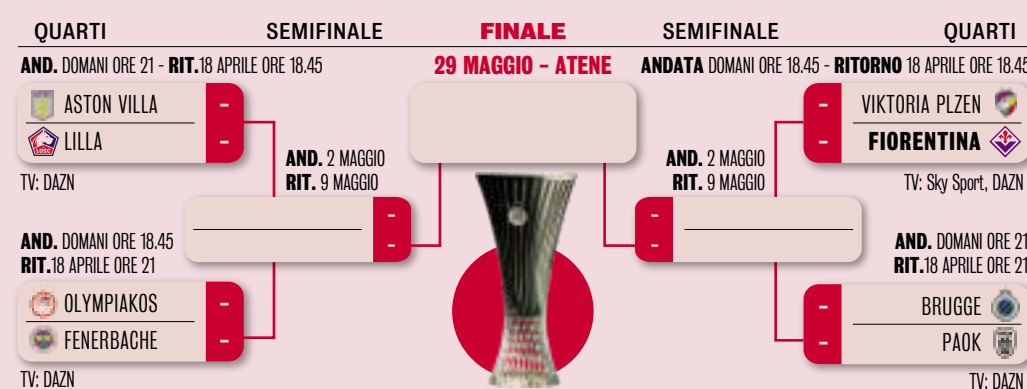 QUARTI SEMIFINALE FINALE SEMIFINALE QUARTI
AND. DOMANI ORE 21 - RIT.18 APRILE ORE 18.45
29 MAGGIO - ATENE
ANDATA DOMANI ORE 18.45 - RITORNO 18 APRILE ORE 18.45
ASTON VILLA -
LILLA -
TV: DAZN
AND. 2 MAGGIO
RIT. 9 MAGGIO
-
-
AND. DOMANI ORE 18.45
RIT.18 APRILE ORE 21
OLYMPIAKOS -
FENERBACHE -
TV: DAZN
- VIKTORIA PLZEN
- FIORENTINA
TV: Sky Sport, DAZN
AND. 2 MAGGIO
RIT. 9 MAGGIO
-
-
AND. DOMANI ORE 21
RIT.18 APRILE ORE 21
- BRUGGE
- PAOK
TV: DAZN